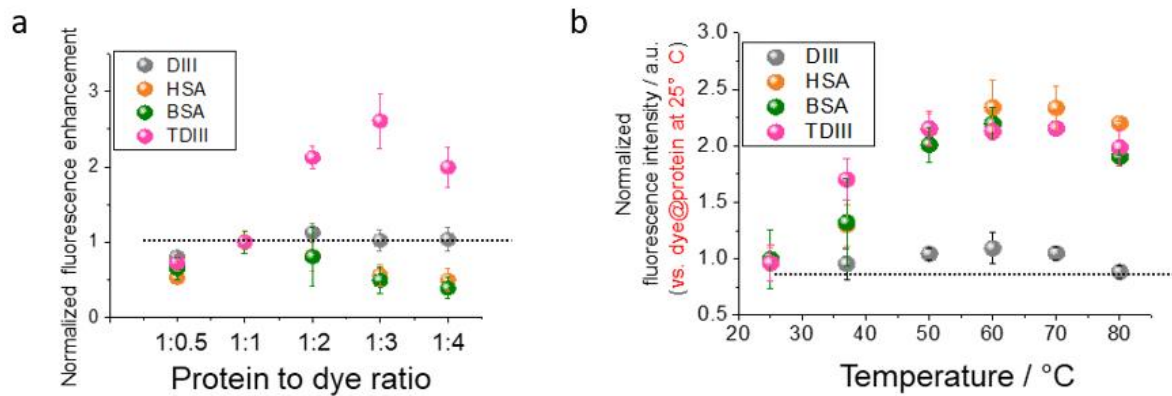 a
Normalized fluorescence enhancement
3
2
1
0
DIII
HSA
BSA
TDIII
1:0.5 1:1 1:2 1:3 1:4
Protein to dye ratio
b
Normalized
fluorescence intensity / a.u.
(vs. dye@protein at 25° C)
3.0
2.5
2.25
2.0
1.5
1.0
0.5
DIII
HSA
BSA
TDIII
20 30 40 50 60 70 80
Temperature / °C